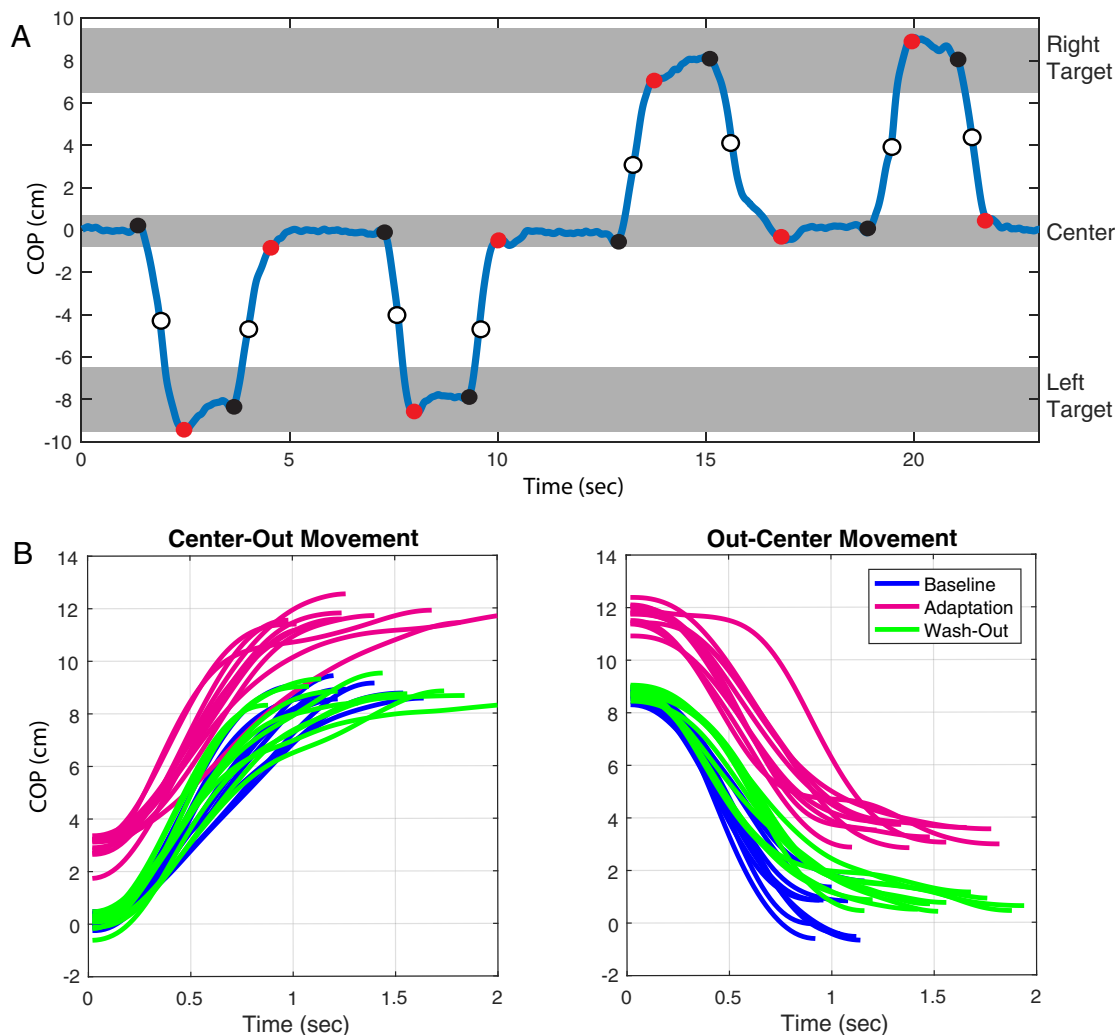 A
10
8
6
4
2
0
-2
-4
-6
-8
-10
COP (cm)
0
5
10
15
20
Time (sec)
Right
Target
Center
Left
Target
B
Center-Out Movement
14
12
10
8
6
4
2
0
-2
COP (cm)
0
0.5
1
1.5
2
Time (sec)
Out-Center Movement
14
12
10
8
6
4
2
0
-2
0
0.5
1
1.5
2
Time (sec)
Baseline
Adaptation
Wash-Out